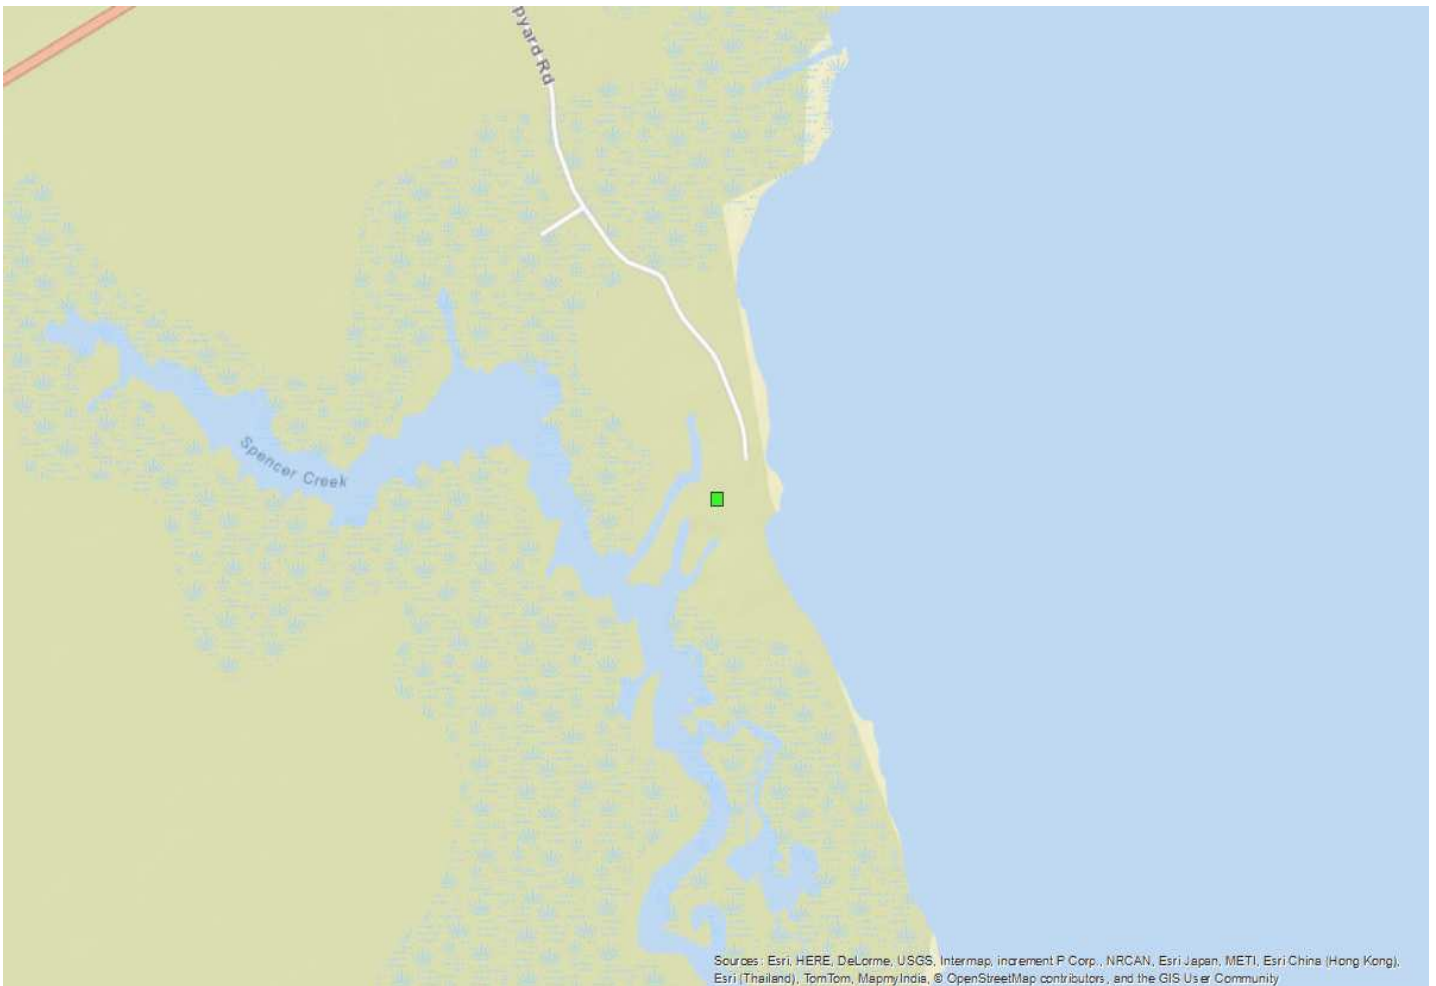 pyard Rd
Spencer Creek
Sources: Esri, HERE, DeLorme, USGS, Intermap, increment P Corp., NRCAN, Esri Japan, METI, Esri China (Hong Kong),
Esri (Thailand), TomTom, MapmyIndia, © OpenStreetMap contributors, and the GIS User Community